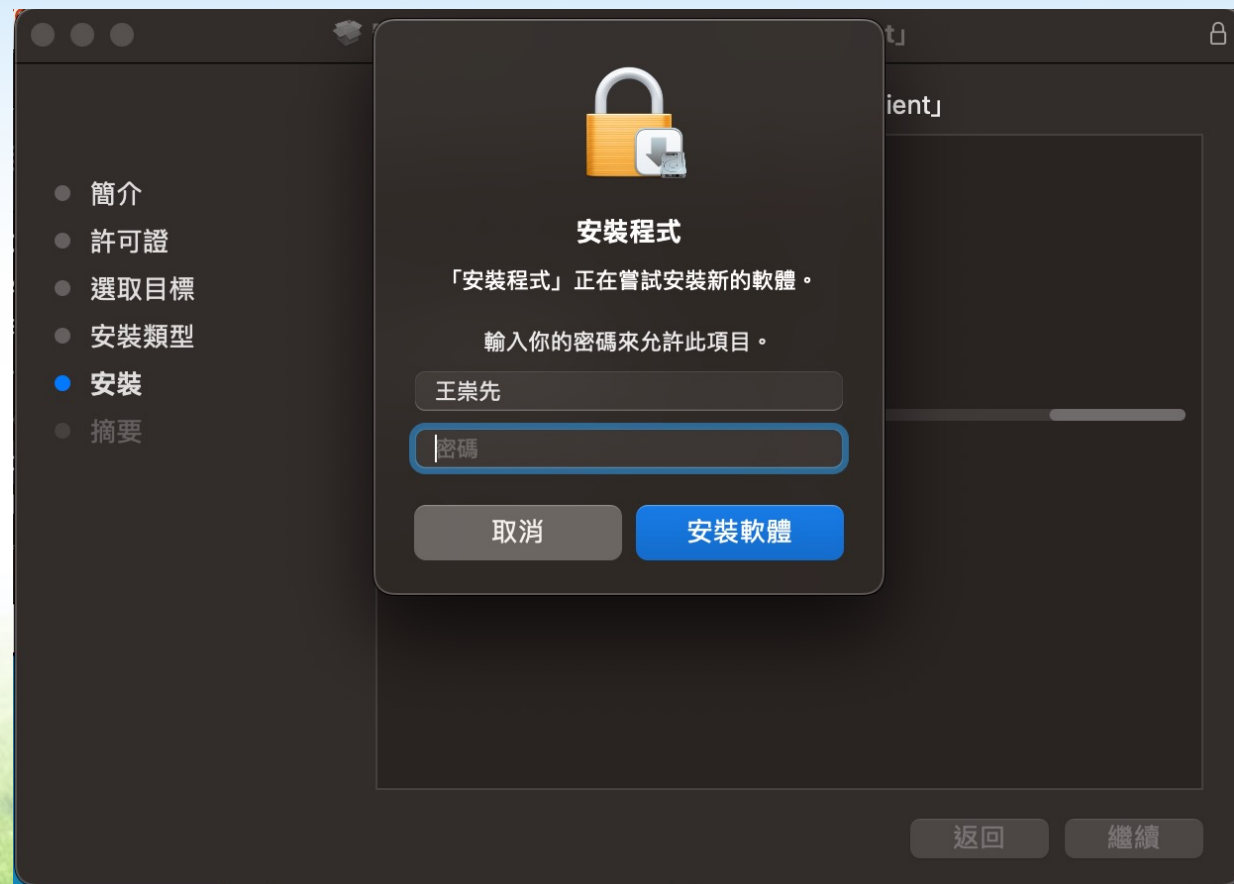 t」
ient」
簡介
許可證
選取目標
安裝類型
安裝
摘要
安裝程式
「安裝程式」正在嘗試安裝新的軟體。
輸入你的密碼來允許此項目。
王崇先
密碼
取消
安裝軟體
返回
繼續